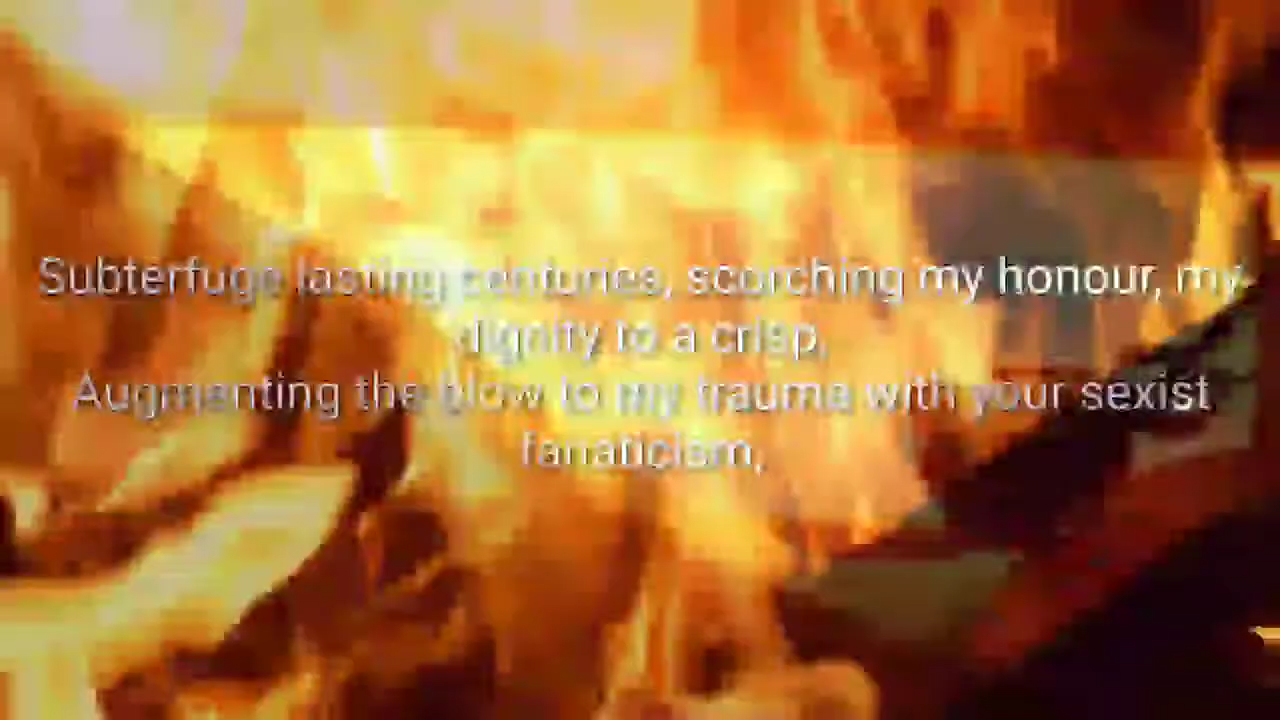 Subterfuge lasting centuries, scorching my honour, my
dignity to a crisp,
Augmenting the blow to my trauma with your sexist
fanaticism,